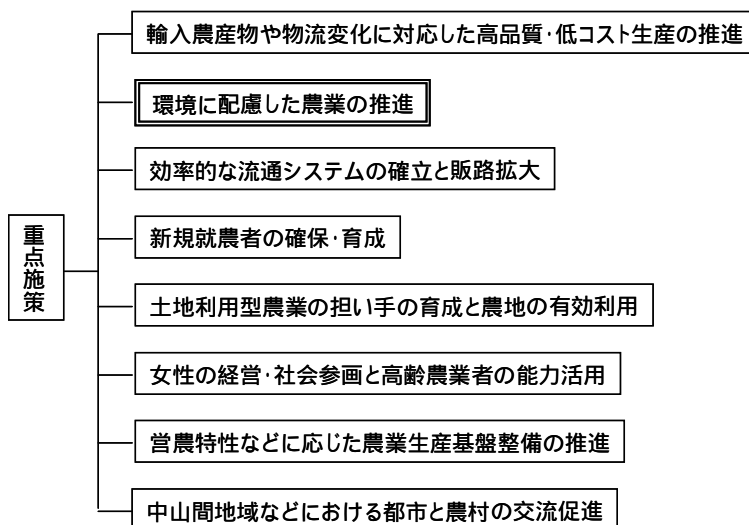 輸入農産物や物流変化に対応した高品質・低コスト生産の推進
環境に配慮した農業の推進
効率的な流通システムの確立と販路拡大
新規就農者の確保・育成
重点施策
土地利用型農業の担い手の育成と農地の有効利用
女性の経営・社会参画と高齢農業者の能力活用
営農特性などに応じた農業生産基盤整備の推進
中山間地域などにおける都市と農村の交流促進